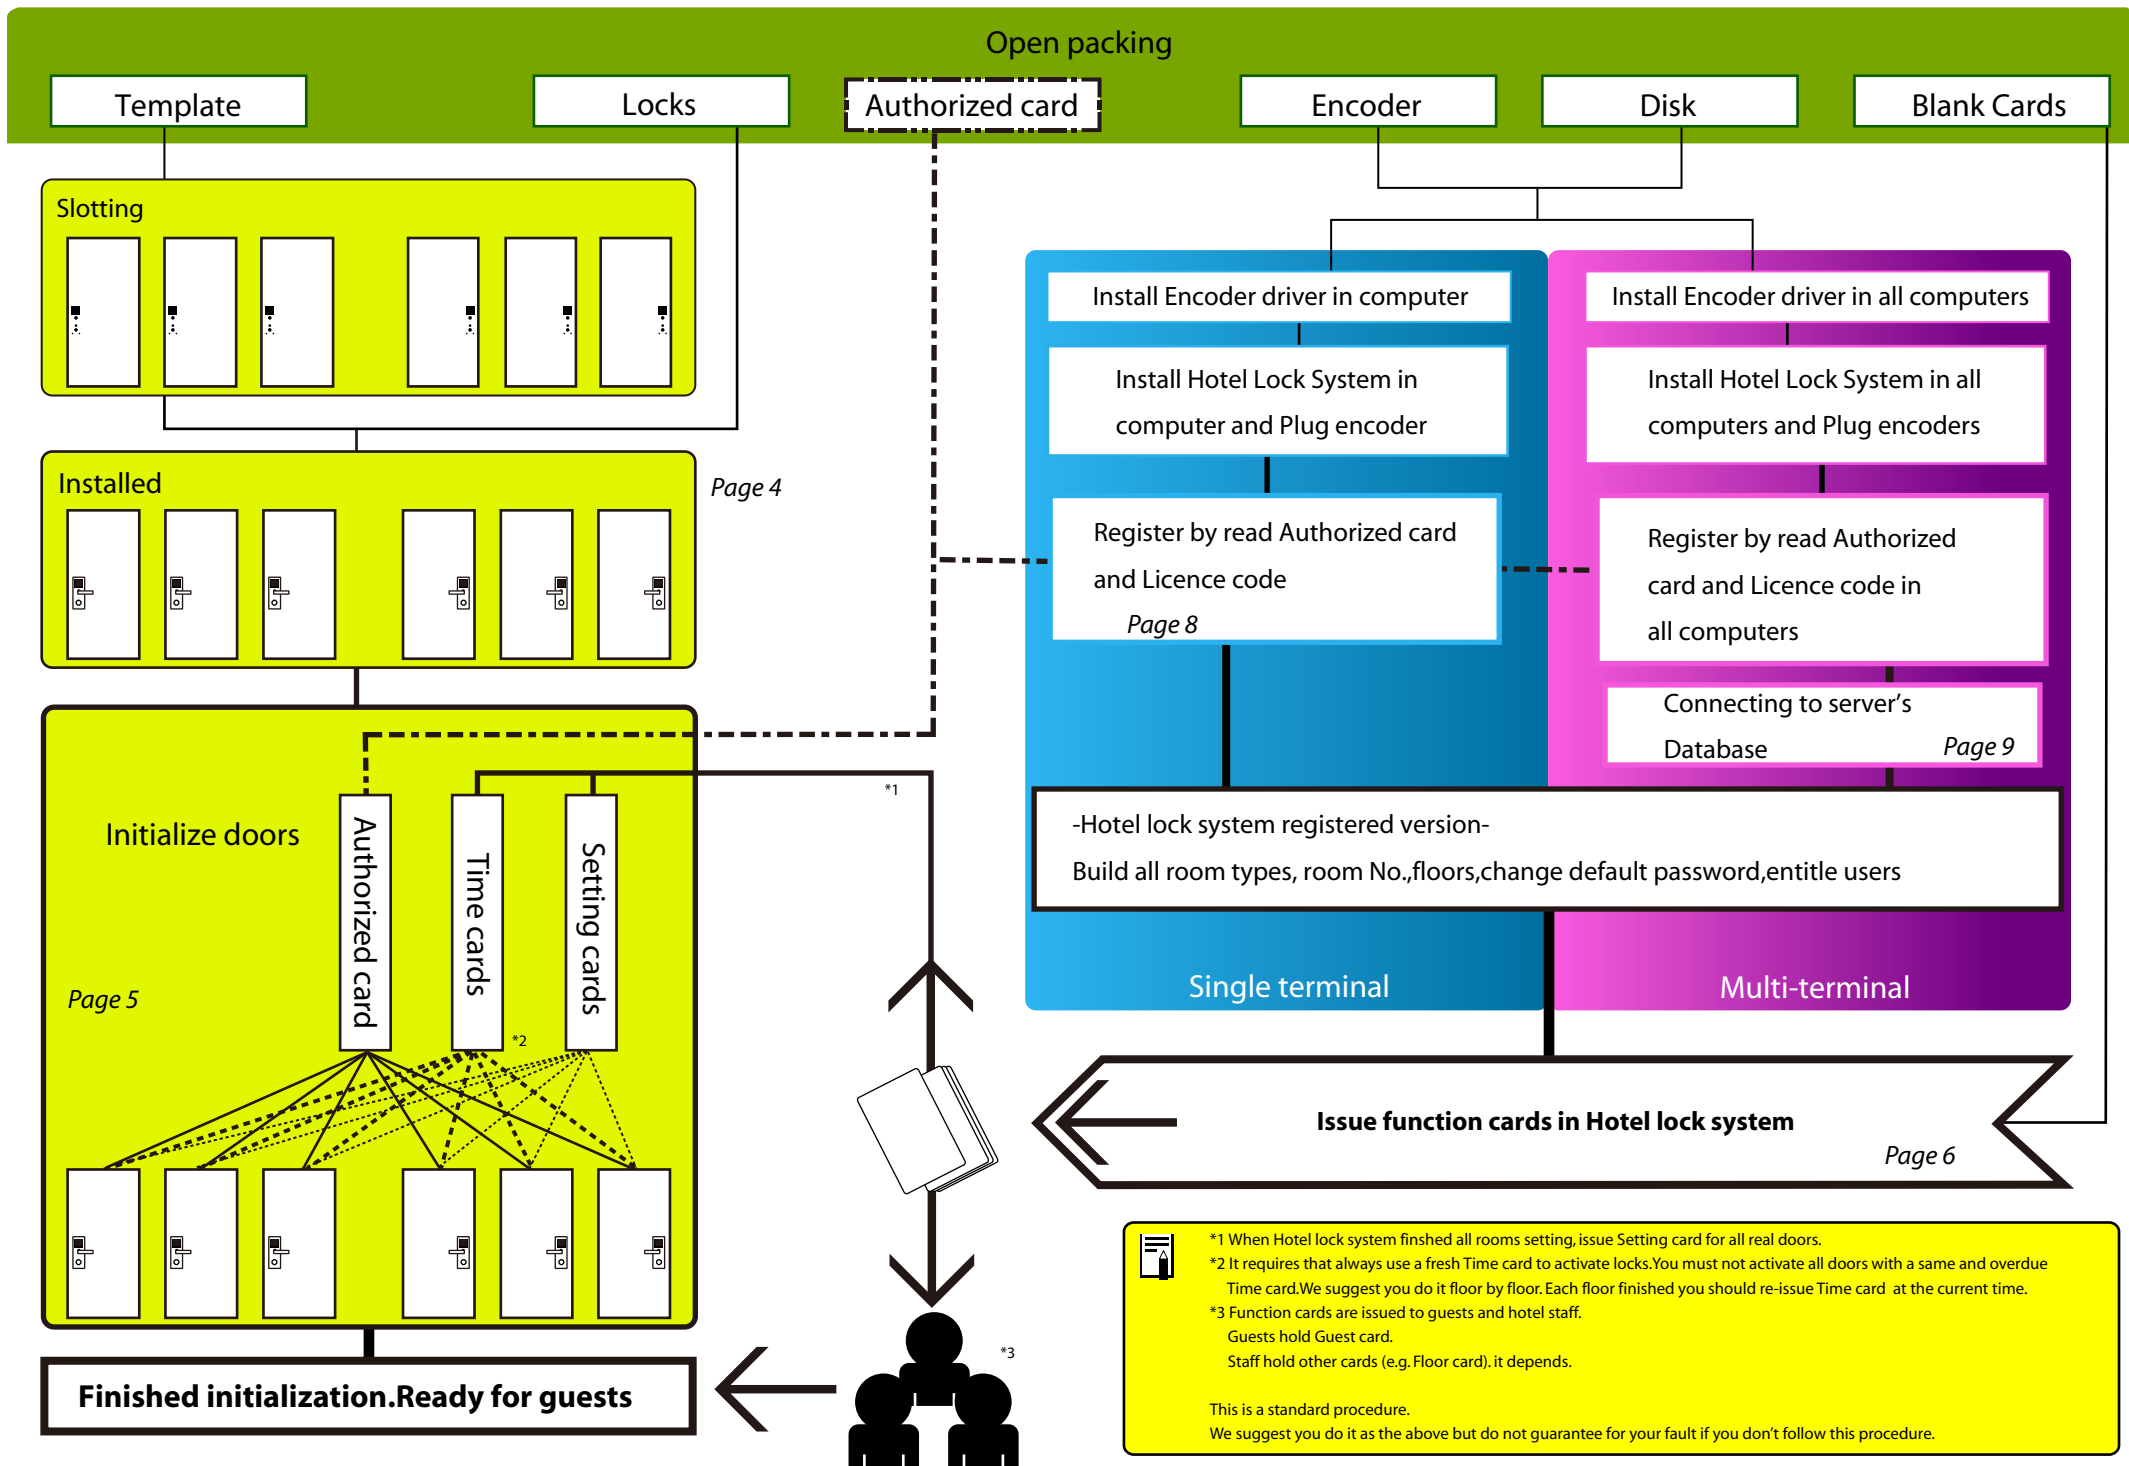 Open packing
Template
Locks
Authorized card
Encoder
Disk
Blank Cards
Slotting
Installed
Page 4
Initialize doors
Page 5
Authorized card
Time cards
Setting cards
*1
*2
Finished initialization.Ready for guests
*3
Install Encoder driver in computer
Install Hotel Lock System in
computer and Plug encoder
Register by read Authorized card
and Licence code
Page 8
Install Encoder driver in all computers
Install Hotel Lock System in all
computers and Plug encoders
Register by read Authorized
card and Licence code in
all computers
Connecting to server's
Database
Page 9
-Hotel lock system registered version-
Build all room types, room No.,floors,change default password,entitle users
Single terminal
Multi-terminal
Issue function cards in Hotel lock system
Page 6
*1 When Hotel lock system finshed all rooms setting, issue Setting card for all real doors.
*2 It requires that always use a fresh Time card to activate locks.You must not activate all doors with a same and overdue
Time card.We suggest you do it floor by floor. Each floor finished you should re-issue Time card at the current time.
*3 Function cards are issued to guests and hotel staff.
Guests hold Guest card.
Staff hold other cards (e.g. Floor card). it depends.
This is a standard procedure.
We suggest you do it as the above but do not guarantee for your fault if you don't follow this procedure.